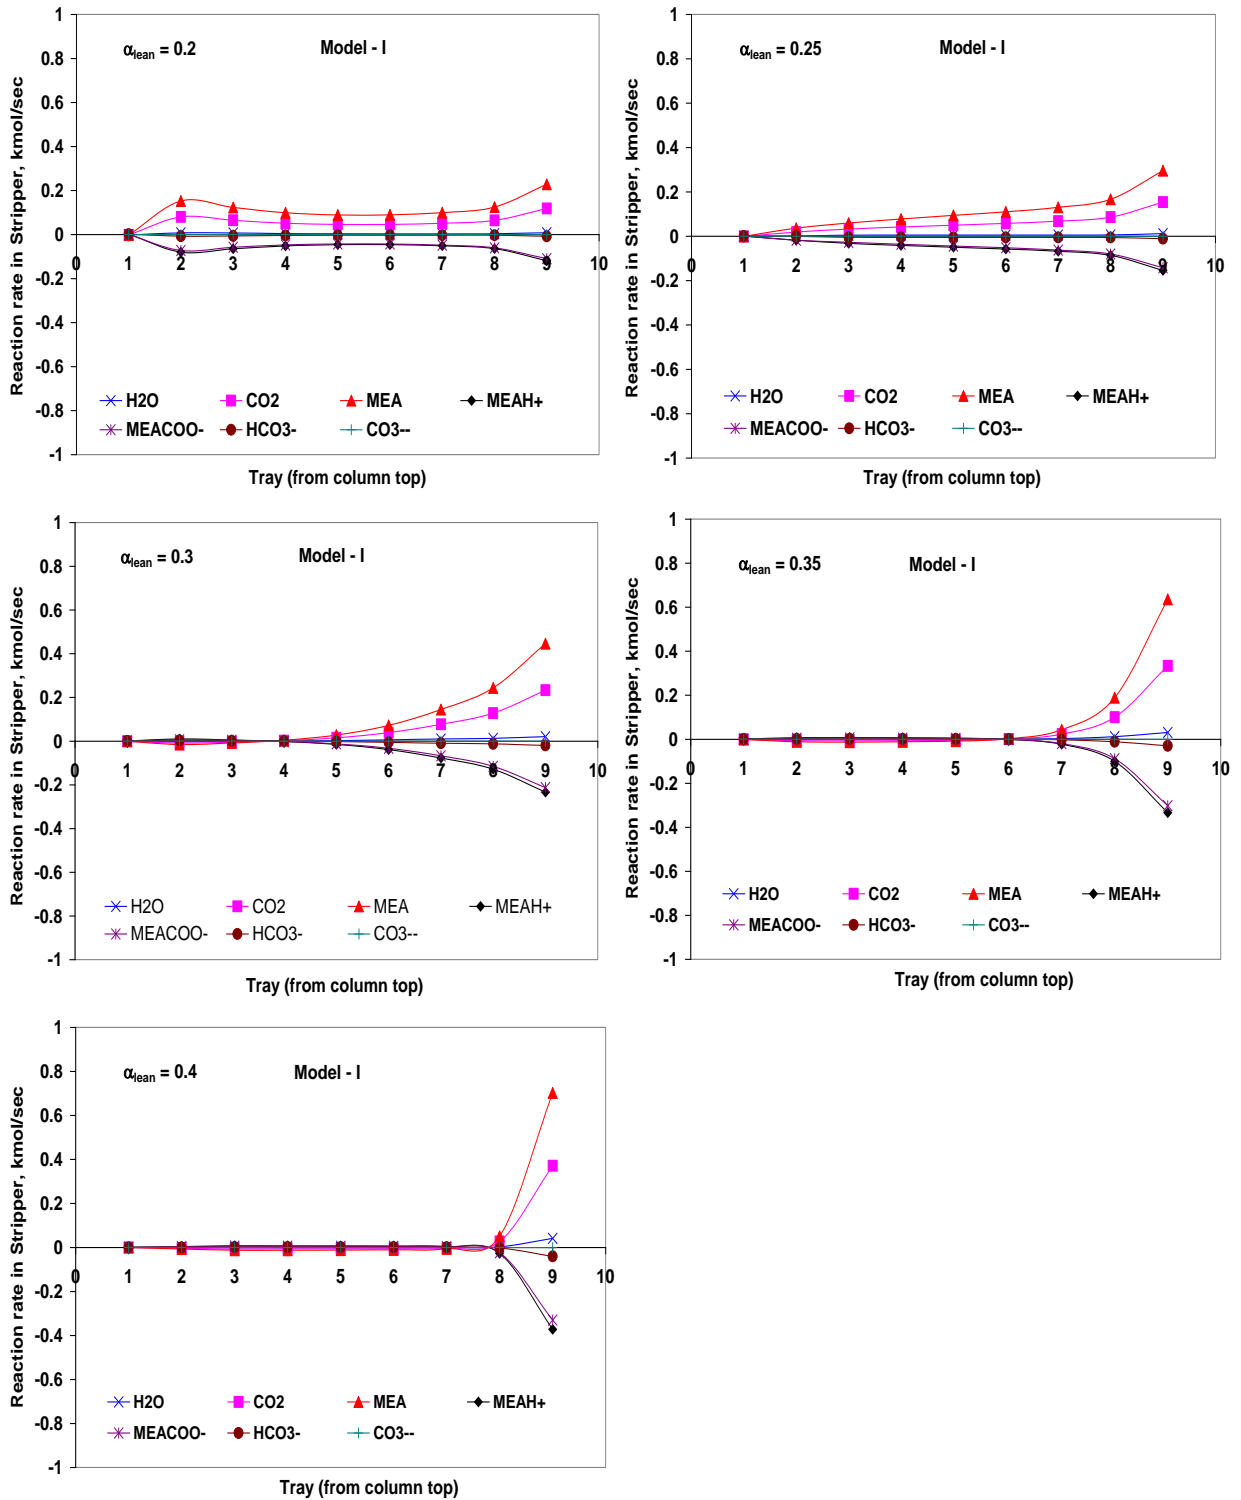 Reaction rate in Stripper, kmol/sec
1
0.8
0.6
0.4
0.2
0
-0.2
-0.4
-0.6
-0.8
-1
αlean = 0.2 Model - I
0 1 2 3 4 5 6 7 8 9 10
H2O CO2 MEA MEAH+
MEACOO- HCO3- CO3--
Tray (from column top)
Reaction rate in Stripper, kmol/sec
1
0.8
0.6
0.4
0.2
0
-0.2
-0.4
-0.6
-0.8
-1
αlean = 0.25 Model - I
0 1 2 3 4 5 6 7 8 9 10
H2O CO2 MEA MEAH+
MEACOO- HCO3- CO3--
Tray (from column top)
Reaction rate in Stripper, kmol/sec
1
0.8
0.6
0.4
0.2
0
-0.2
-0.4
-0.6
-0.8
-1
αlean = 0.3 Model - I
0 1 2 3 4 5 6 7 8 9 10
H2O CO2 MEA MEAH+
MEACOO- HCO3- CO3--
Tray (from column top)
Reaction rate in Stripper, kmol/sec
1
0.8
0.6
0.4
0.2
0
-0.2
-0.4
-0.6
-0.8
-1
αlean = 0.35 Model - I
0 1 2 3 4 5 6 7 8 9 10
H2O CO2 MEA MEAH+
MEACOO- HCO3- CO3--
Tray (from column top)
Reaction rate in Stripper, kmol/sec
1
0.8
0.6
0.4
0.2
0
-0.2
-0.4
-0.6
-0.8
-1
αlean = 0.4 Model - I
0 1 2 3 4 5 6 7 8 9 10
H2O CO2 MEA MEAH+
MEACOO- HCO3- CO3--
Tray (from column top)